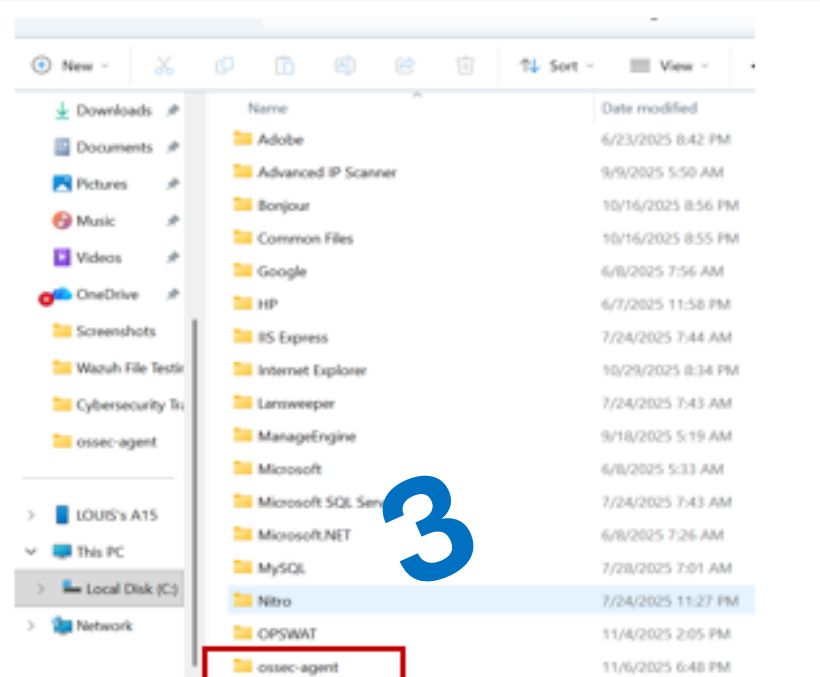 New Sort View
Name Date modified
Downloads
Adobe 6/23/2025 8:42 PM
Documents
Advanced IP Scanner 9/9/2025 5:50 AM
Pictures
Bonjour 10/16/2025 8:56 PM
Music
Common Files 10/16/2025 8:55 PM
Videos
Google 6/8/2025 7:56 AM
OneDrive
HP 6/7/2025 11:58 PM
Screenshots
IIS Express 7/24/2025 7:44 AM
Wazuh File Testin
Internet Explorer 10/29/2025 8:34 PM
Cybersecurity Tra
Lansweeper 7/24/2025 7:43 AM
ossec-agent
ManageEngine 9/18/2025 5:19 AM
Microsoft 6/8/2025 5:33 AM
Microsoft SQL Serv 7/24/2025 7:43 AM
3
LOUIS's A15
Microsoft.NET 6/8/2025 7:26 AM
This PC
MySQL 7/28/2025 7:01 AM
Local Disk (C:)
Nitro 7/24/2025 11:27 PM
Network
OPSWAT 11/4/2025 2:05 PM
ossec-agent 11/6/2025 6:48 PM